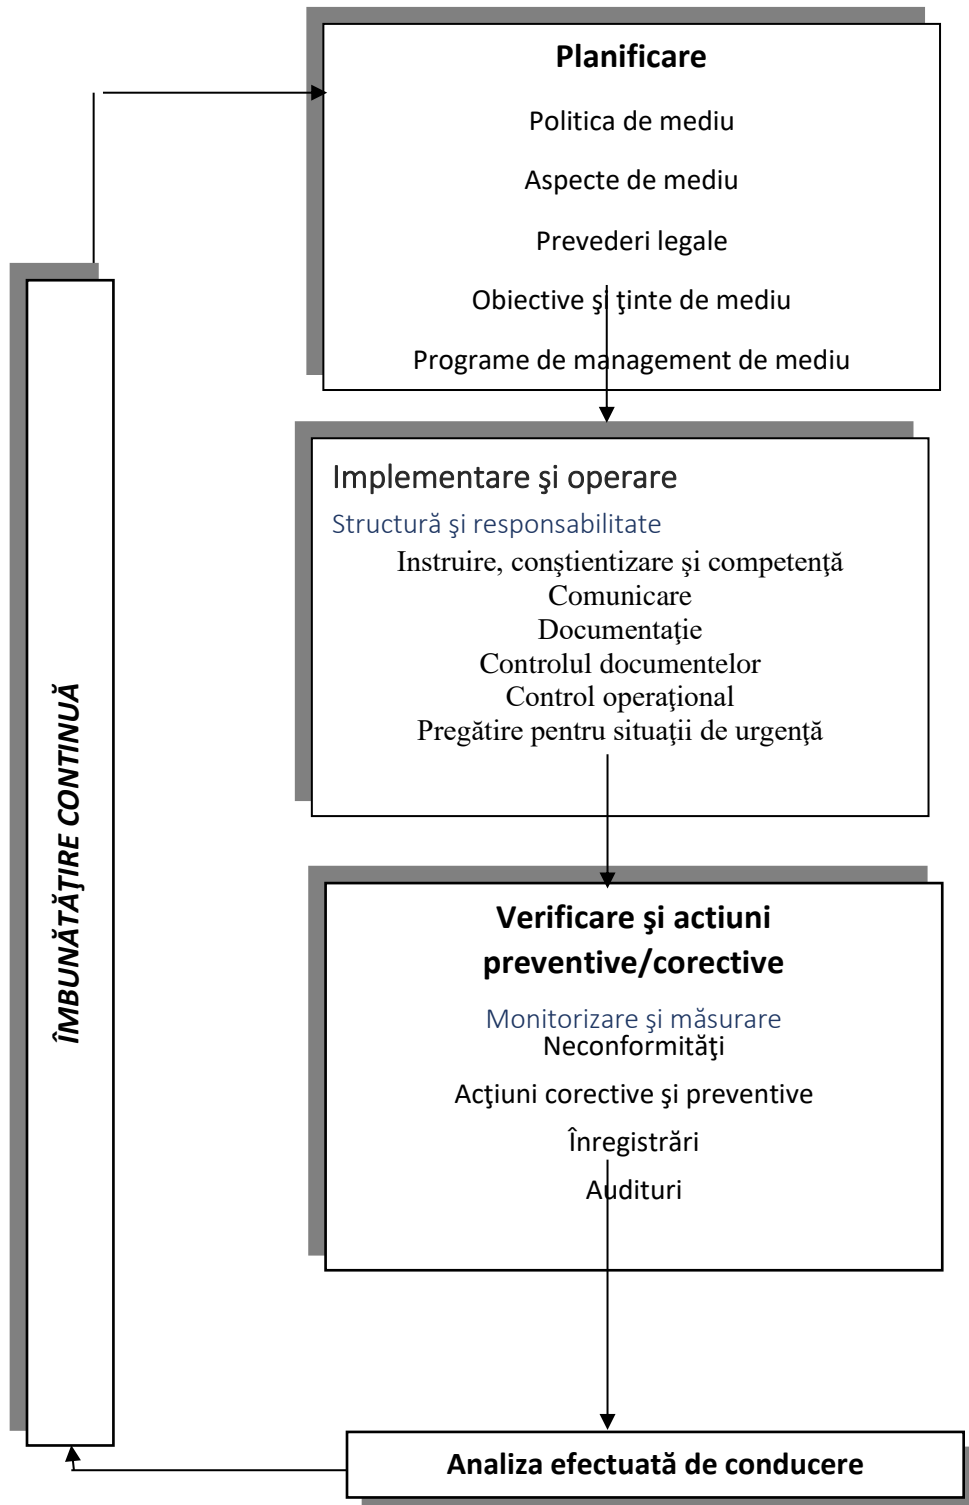 Planificare
Politica de mediu
Aspecte de mediu
Prevederi legale
Obiective şi ţinte de mediu
Programe de management de mediu
Implementare şi operare
Structură şi responsabilitate
Instruire, conştientizare şi competenţă
Comunicare
Documentaţie
Controlul documentelor
Control operaţional
Pregătire pentru situaţii de urgenţă
ÎMBUNĂTĂŢIRE CONTINUĂ
Verificare şi actiuni
preventive/corective
Monitorizare şi măsurare
Neconformităţi
Acţiuni corective şi preventive
Înregistrări
Audituri
Analiza efectuată de conducere